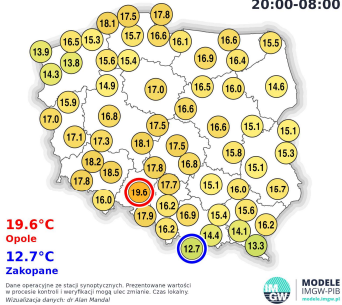 20:00-08:00
18.1 17.5 17.8
16.5 15.3 15.7 16.6 16.1 16.6 15.5
13.9 13.8 15.6 15.4 16.9 16.4
14.3 14.9 17.0 16.5 16.0 14.6
15.9 16.6
17.0 16.8 17.5 16.6 15.1 15.1
17.1 17.3 18.1 17.5
18.2 16.8 15.8 15.3
17.8 18.5 17.8
19.6 17.7 15.1 16.0 15.7
16.0 16.2
17.9 16.9 15.4 15.6
16.2 14.4 14.1 16.2
12.7 13.3
19.6°C
Opole
12.7°C
Zakopane
Dane operacyjne ze stacji synoptycznych. Prezentowane wartości
w procesie kontroli i weryfikacji mogą ulec zmianie. Czas lokalny.
Wizualizacja danych: dr Alan Mandal
IM
GW
MODELE
IMGW-PIB
modele.imgw.pl